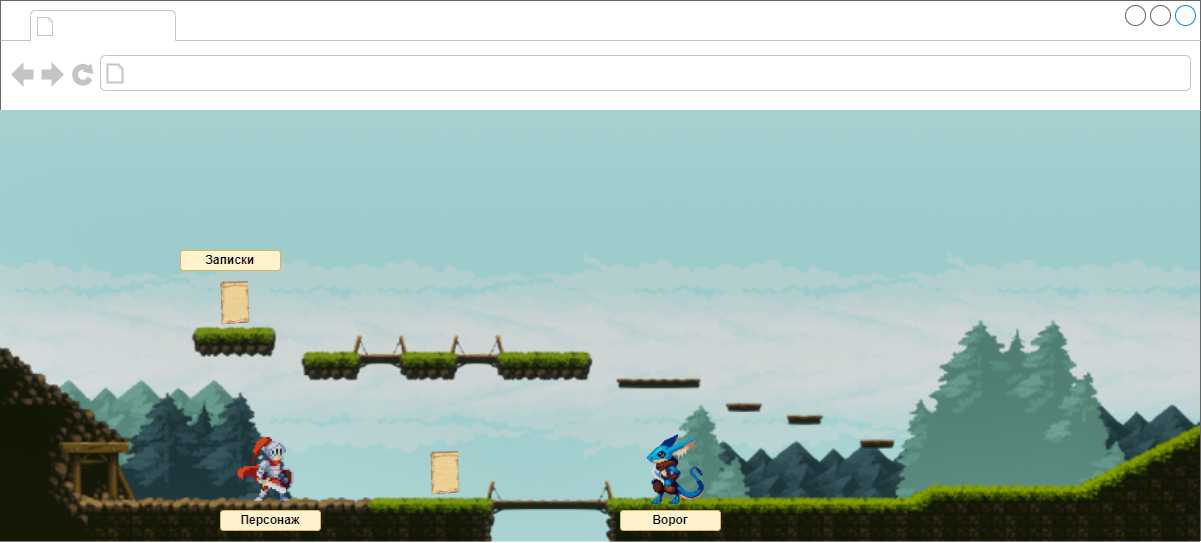 Записки
Персонаж
Ворог